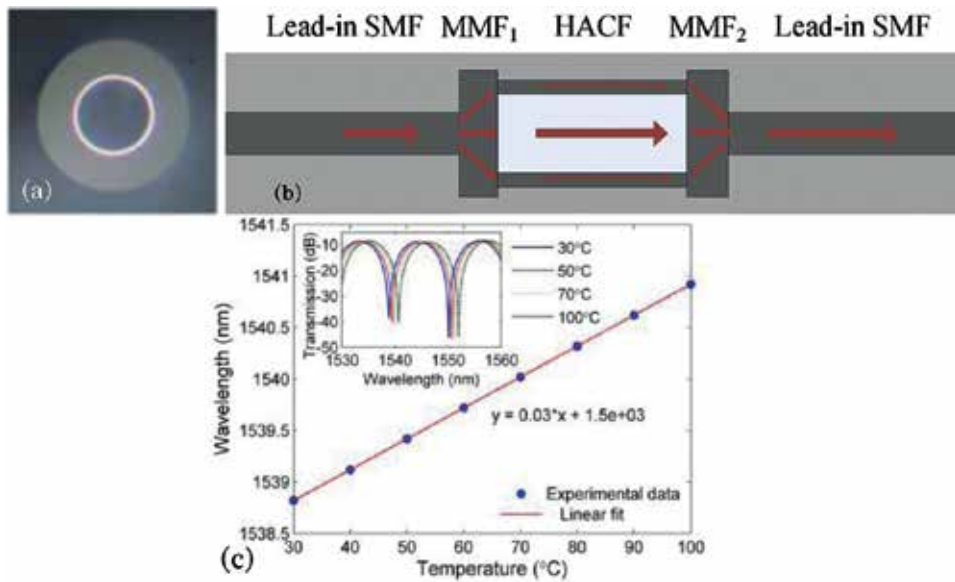 Lead-in SMF MMF₁ HACF MMF₂ Lead-in SMF
(a)
(b)
1541.5
1541
1540.5
1540
1539.5
1539
1538.5
Wavelength (nm)
-10
-20
-30
-40
-50
Transmission (dB)
1530 1540 1550 1560
Wavelength (nm)
30°C
50°C
70°C
100°C
y = 0.03*x + 1.5e+03
Experimental data
Linear fit
(c)
30 40 50 60 70 80 90 100
Temperature (°C)